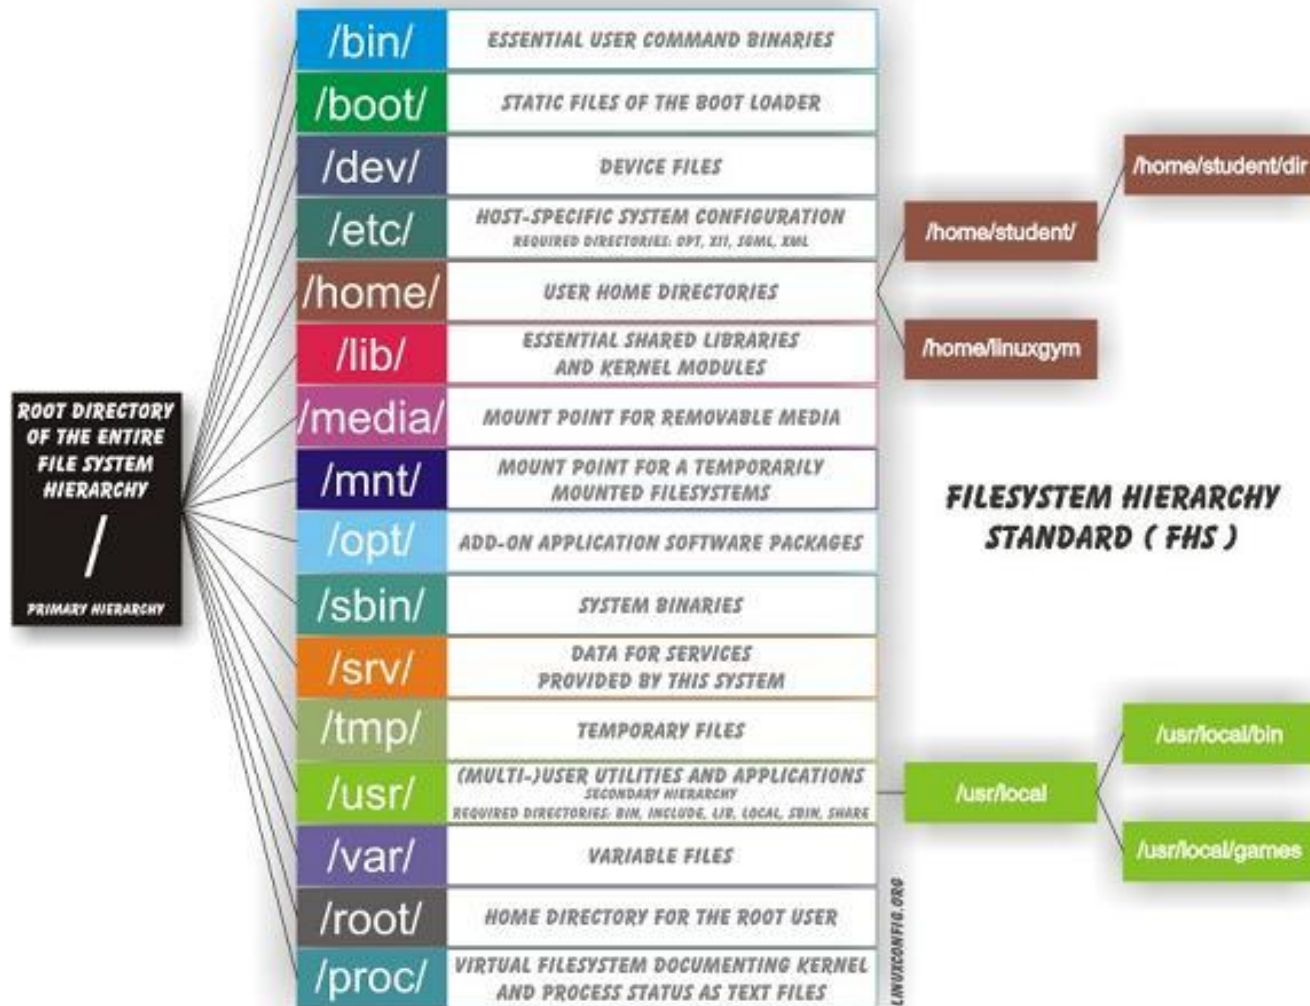 ROOT DIRECTORY
OF THE ENTIRE
FILE SYSTEM
HIERARCHY
/
PRIMARY HIERARCHY
/bin/
ESSENTIAL USER COMMAND BINARIES
/boot/
STATIC FILES OF THE BOOT LOADER
/dev/
DEVICE FILES
/etc/
HOST-SPECIFIC SYSTEM CONFIGURATION
REQUIRED DIRECTORIES: OPT, X11, SGML, XML
/home/
USER HOME DIRECTORIES
/lib/
ESSENTIAL SHARED LIBRARIES
AND KERNEL MODULES
/media/
MOUNT POINT FOR REMOVABLE MEDIA
/mnt/
MOUNT POINT FOR A TEMPORARILY
MOUNTED FILESYSTEMS
/opt/
ADD-ON APPLICATION SOFTWARE PACKAGES
/sbin/
SYSTEM BINARIES
/srv/
DATA FOR SERVICES
PROVIDED BY THIS SYSTEM
/tmp/
TEMPORARY FILES
/usr/
(MULTI-)USER UTILITIES AND APPLICATIONS
SECONDARY HIERARCHY
REQUIRED DIRECTORIES: BIN, INCLUDE, LIB, LOCAL, SBIN, SHARE
/var/
VARIABLE FILES
/root/
HOME DIRECTORY FOR THE ROOT USER
/proc/
VIRTUAL FILESYSTEM DOCUMENTING KERNEL
AND PROCESS STATUS AS TEXT FILES
/home/student/
/home/student/dir
/home/linuxgym
FILESYSTEM HIERARCHY
STANDARD ( FHS )
/usr/local
/usr/local/bin
/usr/local/games
LINUXCONFIG.ORG